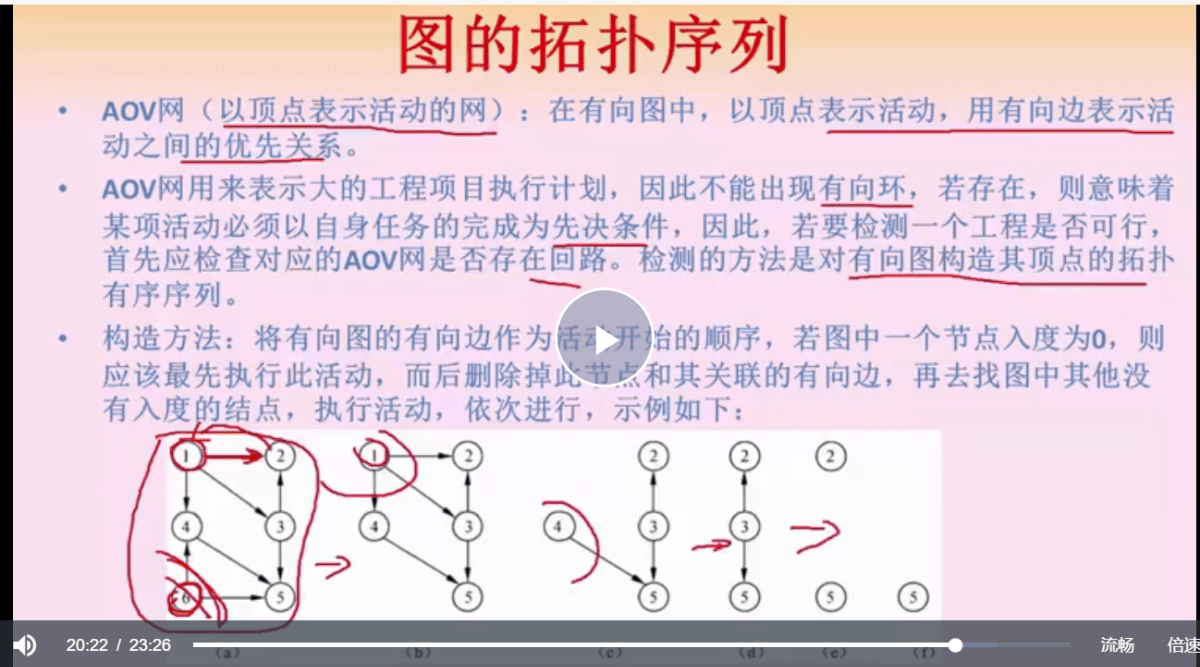 图的拓扑序列
• AOV网（以顶点表示活动的网）：在有向图中，以顶点表示活动，用有向边表示活
动之间的优先关系。
• AOV网用来表示大的工程项目执行计划，因此不能出现有向环，若存在，则意味着
某项活动必须以自身任务的完成为先决条件，因此，若要检测一个工程是否可行，
首先应检查对应的AOV网是否存在回路。检测的方法是对有向图构造其顶点的拓扑
有序序列。
• 构造方法：将有向图的有向边作为活动开始的顺序，若图中一个节点入度为0，则
应该最先执行此活动，而后删除掉此节点和其关联的有向边，再去找图中其他没
有入度的结点，执行活动，依次进行，示例如下：
1 2 1 2 2 2 2
4 3 4 3 4 3 3
6 5 5 5 5 5 5
(a) (b) (c) (d) (e) (f)
20:22 / 23:26 流畅 倍速